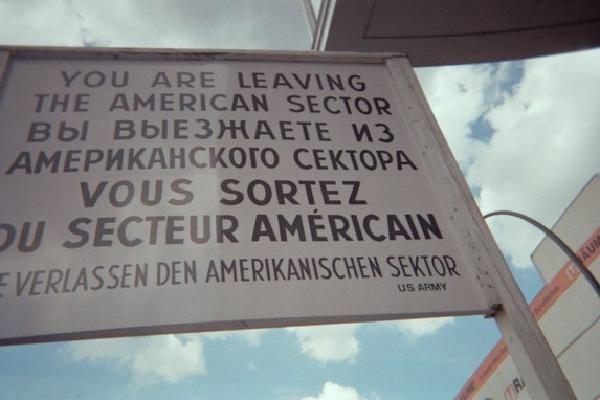 YOU ARE LEAVING
THE AMERICAN SECTOR
ВЫ ВЫЕЗЖАЕТЕ ИЗ
АМЕРИКАНСКОГО СЕКТОРА
VOUS SORTEZ
DU SECTEUR AMÉRICAIN
VERLASSEN DEN AMERIKANISCHEN SEKTOR
US ARMY